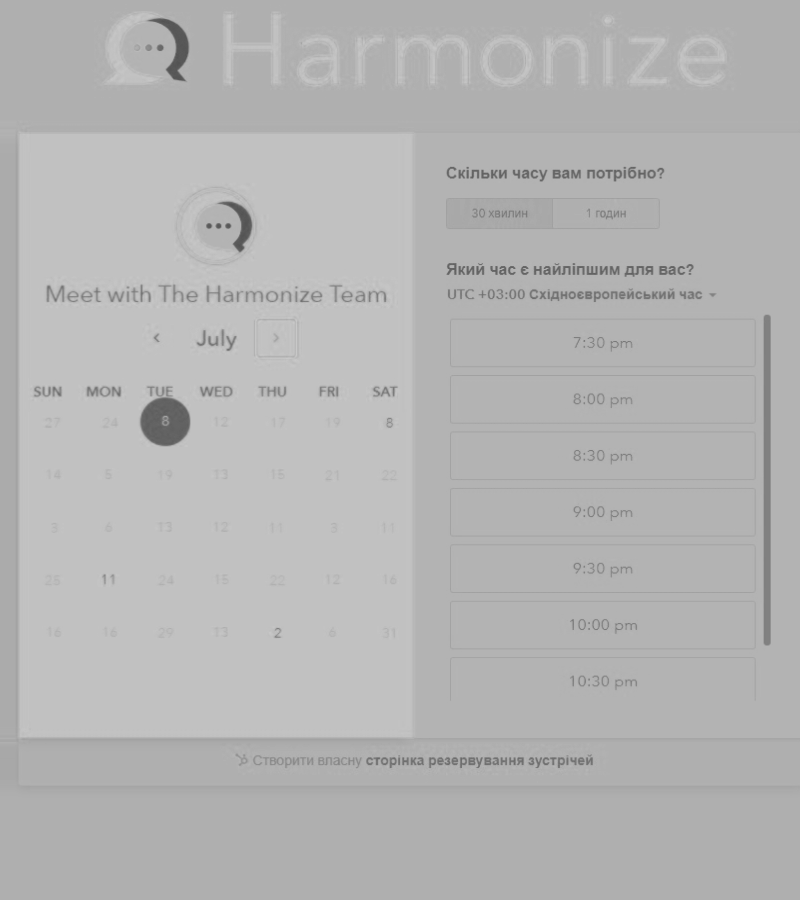 Harmonize
Meet with The Harmonize Team
July
SUN MON TUE WED THU FRI SAT
27 24 8 12 17 19 8
14 5 19 13 15 21 22
3 6 13 12 11 3 11
25 11 24 15 22 12 16
16 16 29 13 2 6 31
Скільки часу вам потрібно?
30 хвилин 1 годин
Який час є найліпшим для вас?
UTC +03:00 Східноєвропейський час
7:30 pm
8:00 pm
8:30 pm
9:00 pm
9:30 pm
10:00 pm
10:30 pm
Створити власну сторінка резервування зустрічей